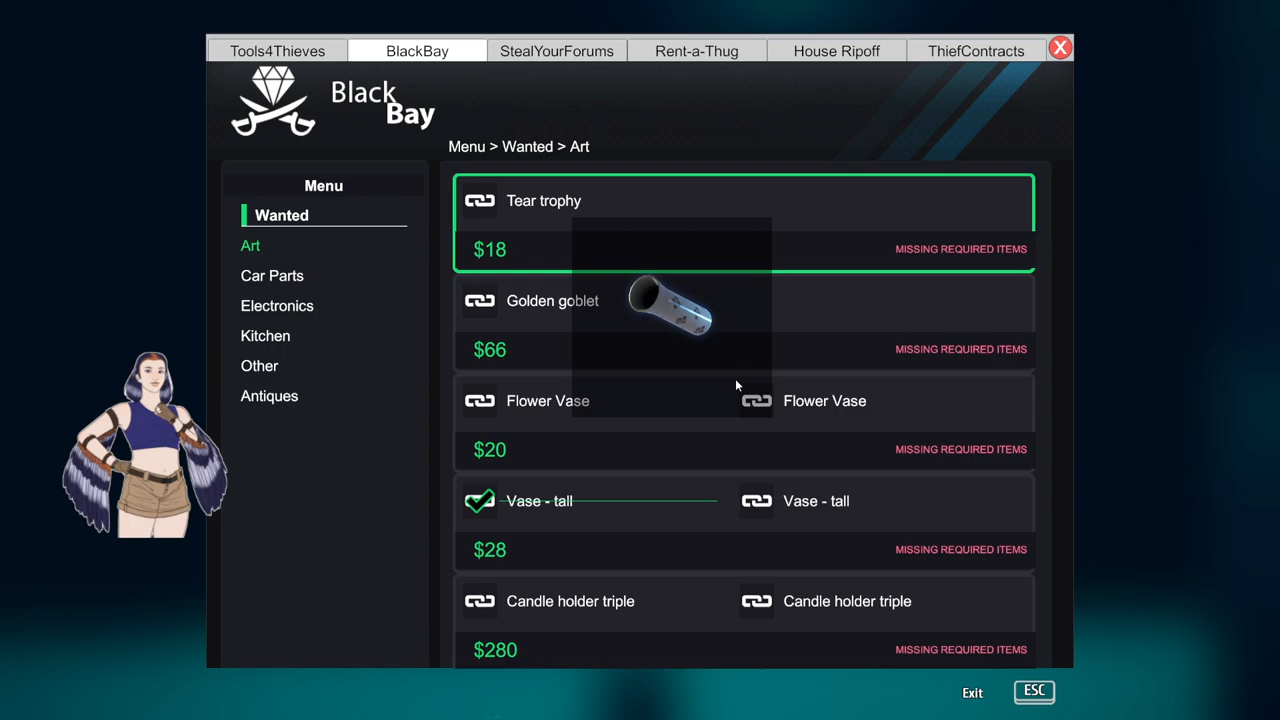 Tools4Thieves BlackBay StealYourForums Rent-a-Thug House Ripoff ThiefContracts X
Black
Bay
Menu > Wanted > Art
Menu
Wanted
Art
Car Parts
Electronics
Kitchen
Other
Antiques
Tear trophy
$18 MISSING REQUIRED ITEMS
Golden goblet
$66 MISSING REQUIRED ITEMS
Flower Vase Flower Vase
$20 MISSING REQUIRED ITEMS
Vase - tall Vase - tall
$28 MISSING REQUIRED ITEMS
Candle holder triple Candle holder triple
$280 MISSING REQUIRED ITEMS
Exit ESC